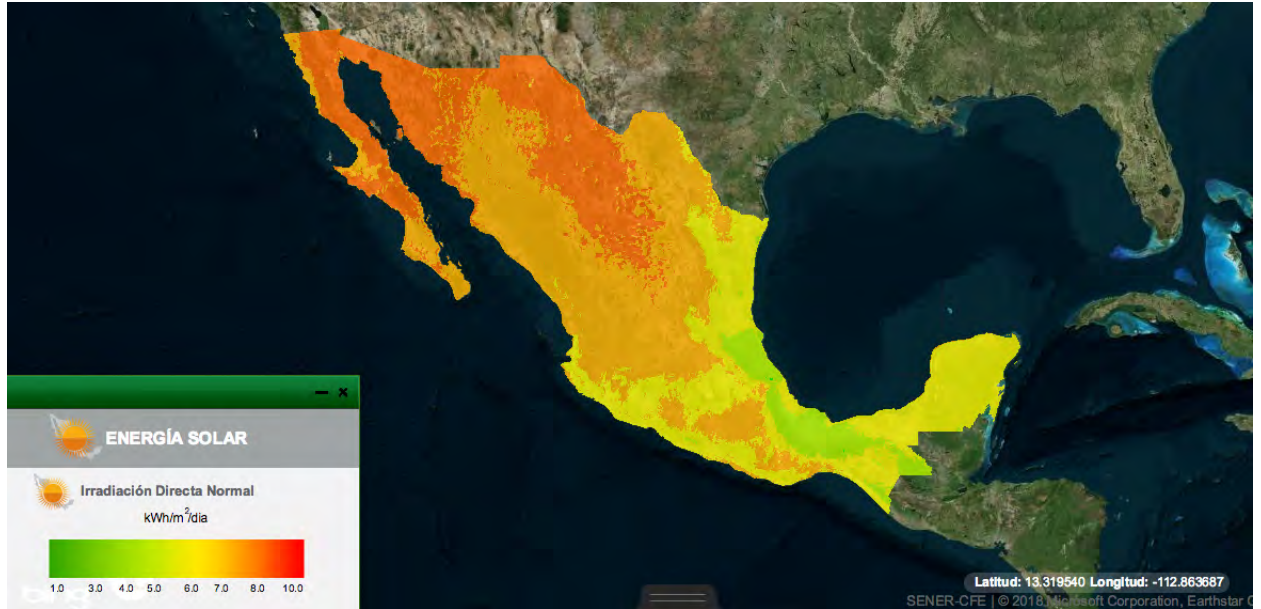 ENERGÍA SOLAR
Irradiación Directa Normal
kWh/m²/dia
1.0 3.0 4.0 5.0 6.0 7.0 8.0 10.0
bing
Latitud: 13.319540 Longitud: -112.863687
SENER-CFE | © 2018 Microsoft Corporation, Earthstar